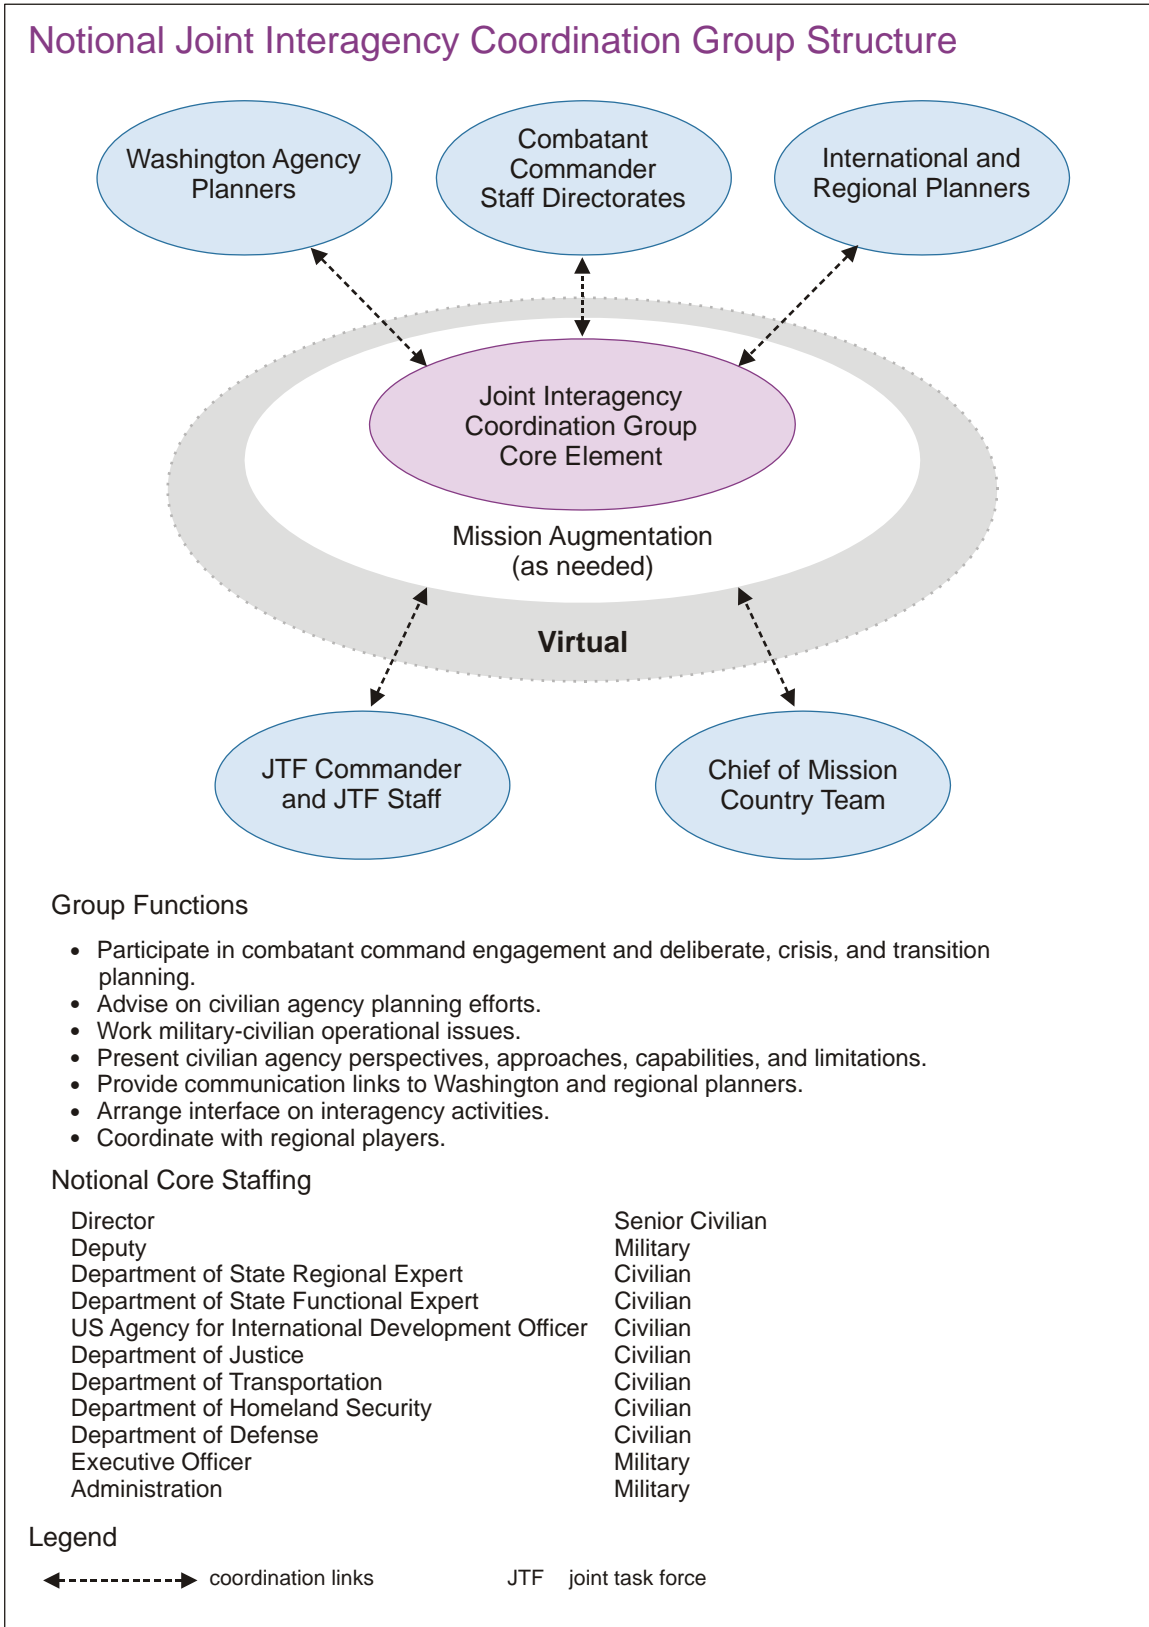 Notional Joint Interagency Coordination Group Structure
Washington Agency
Planners
Combatant
Commander
Staff Directorates
International and
Regional Planners
Joint Interagency
Coordination Group
Core Element
Mission Augmentation
(as needed)
Virtual
JTF Commander
and JTF Staff
Chief of Mission
Country Team
Group Functions
• Participate in combatant command engagement and deliberate, crisis, and transition
planning.
• Advise on civilian agency planning efforts.
• Work military-civilian operational issues.
• Present civilian agency perspectives, approaches, capabilities, and limitations.
• Provide communication links to Washington and regional planners.
• Arrange interface on interagency activities.
• Coordinate with regional players.
Notional Core Staffing
Director Senior Civilian
Deputy Military
Department of State Regional Expert Civilian
Department of State Functional Expert Civilian
US Agency for International Development Officer Civilian
Department of Justice Civilian
Department of Transportation Civilian
Department of Homeland Security Civilian
Department of Defense Civilian
Executive Officer Military
Administration Military
Legend
coordination links JTF joint task force